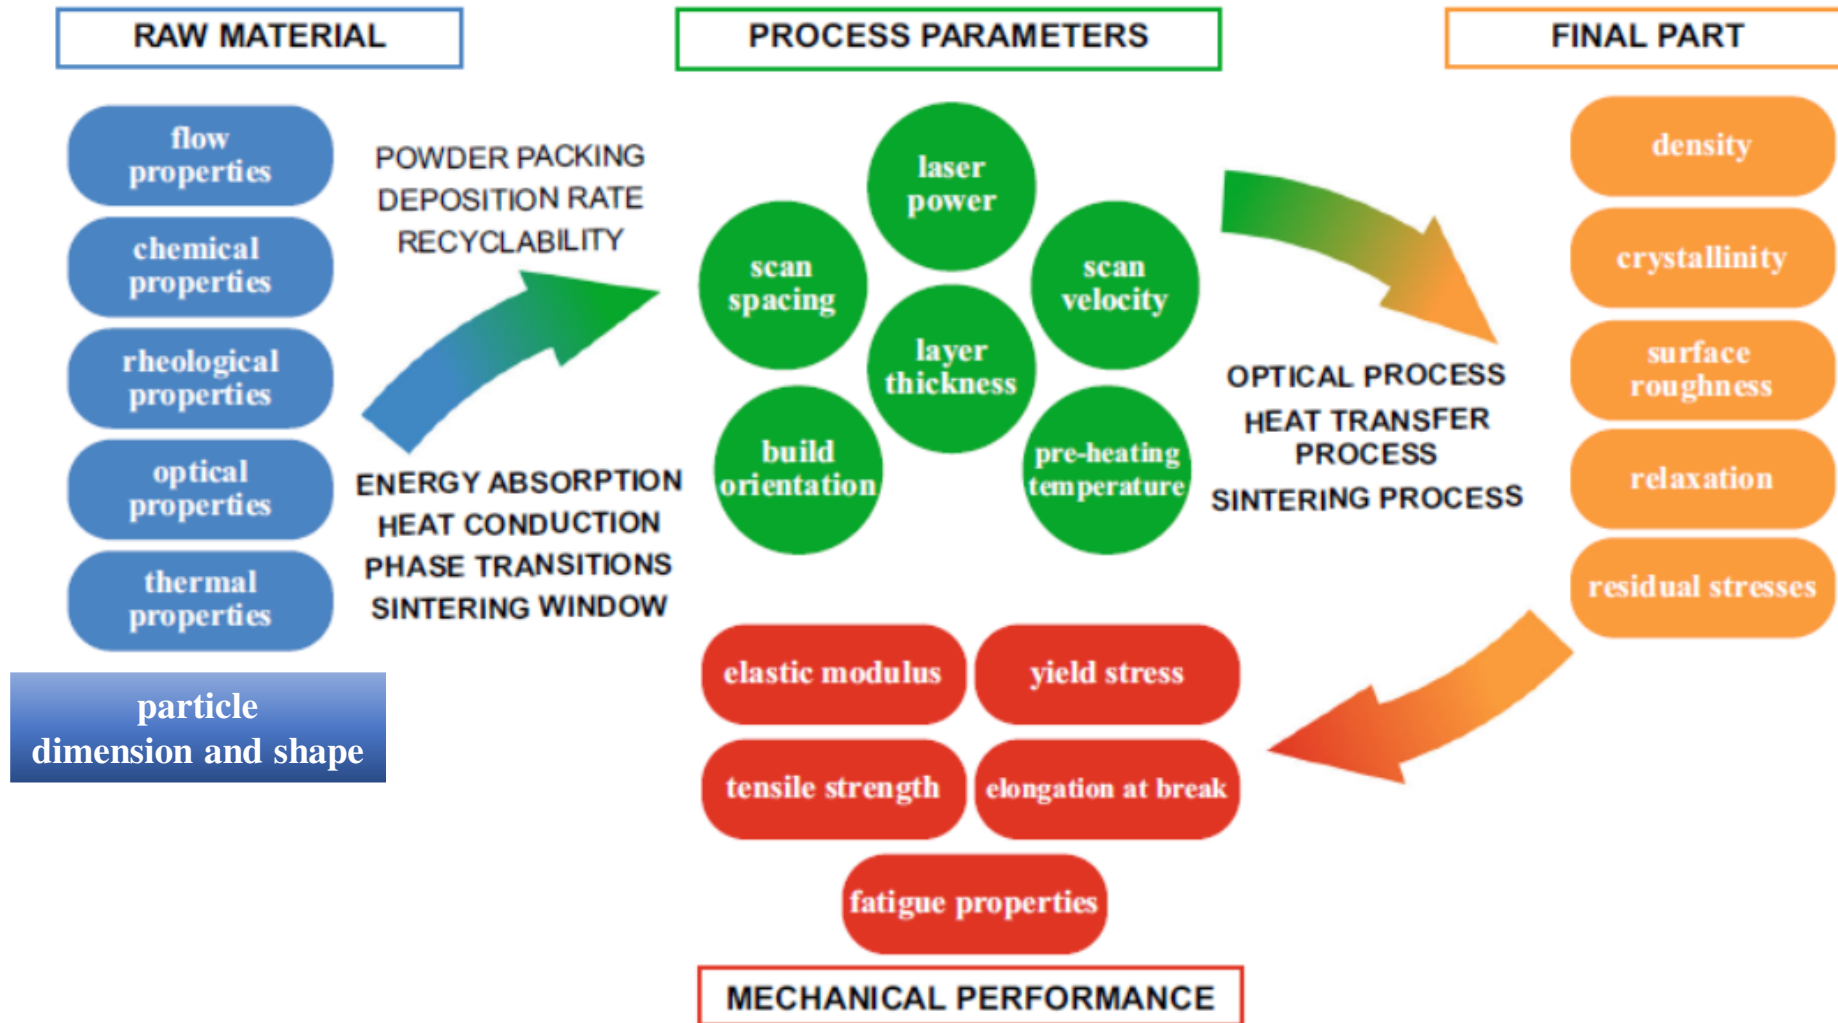 RAW MATERIAL
flow
properties
chemical
properties
rheological
properties
optical
properties
thermal
properties
particle
dimension and shape
POWDER PACKING
DEPOSITION RATE
RECYCLABILITY
ENERGY ABSORPTION
HEAT CONDUCTION
PHASE TRANSITIONS
SINTERING WINDOW
PROCESS PARAMETERS
laser
power
scan
spacing
scan
velocity
layer
thickness
build
orientation
pre-heating
temperature
OPTICAL PROCESS
HEAT TRANSFER
PROCESS
SINTERING PROCESS
FINAL PART
density
crystallinity
surface
roughness
relaxation
residual stresses
elastic modulus
yield stress
tensile strength
elongation at break
fatigue properties
MECHANICAL PERFORMANCE